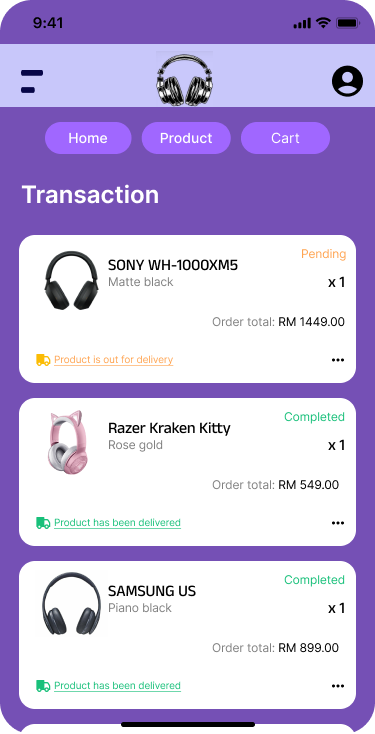 9:41
Home Product Cart
Transaction
Pending
SONY WH-1000XM5
Matte black
x 1
Order total: RM 1449.00
Product is out for delivery
Completed
Razer Kraken Kitty
Rose gold
x 1
Order total: RM 549.00
Product has been delivered
Completed
SAMSUNG US
Piano black
x 1
Order total: RM 899.00
Product has been delivered